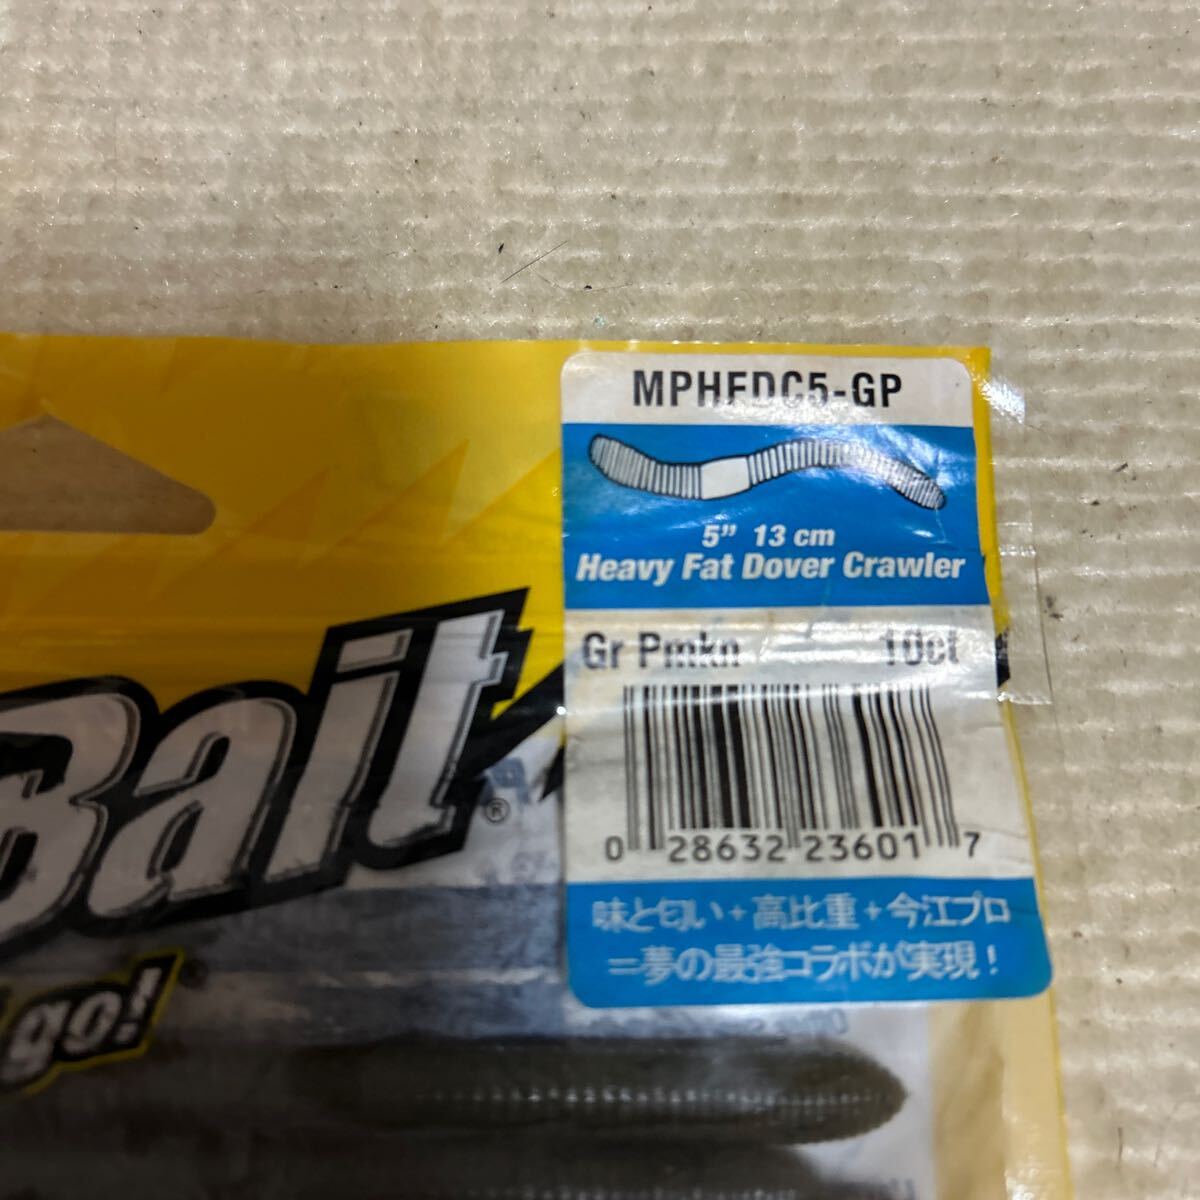 MPHFDC5-GP
5" 13 cm
Heavy Fat Dover Crawler
Gr Pmkn 10ct
0 28632 23601 7
味と匂い+高比重+今江プロ
=夢の最強コラボが実現!
Bait®
go!